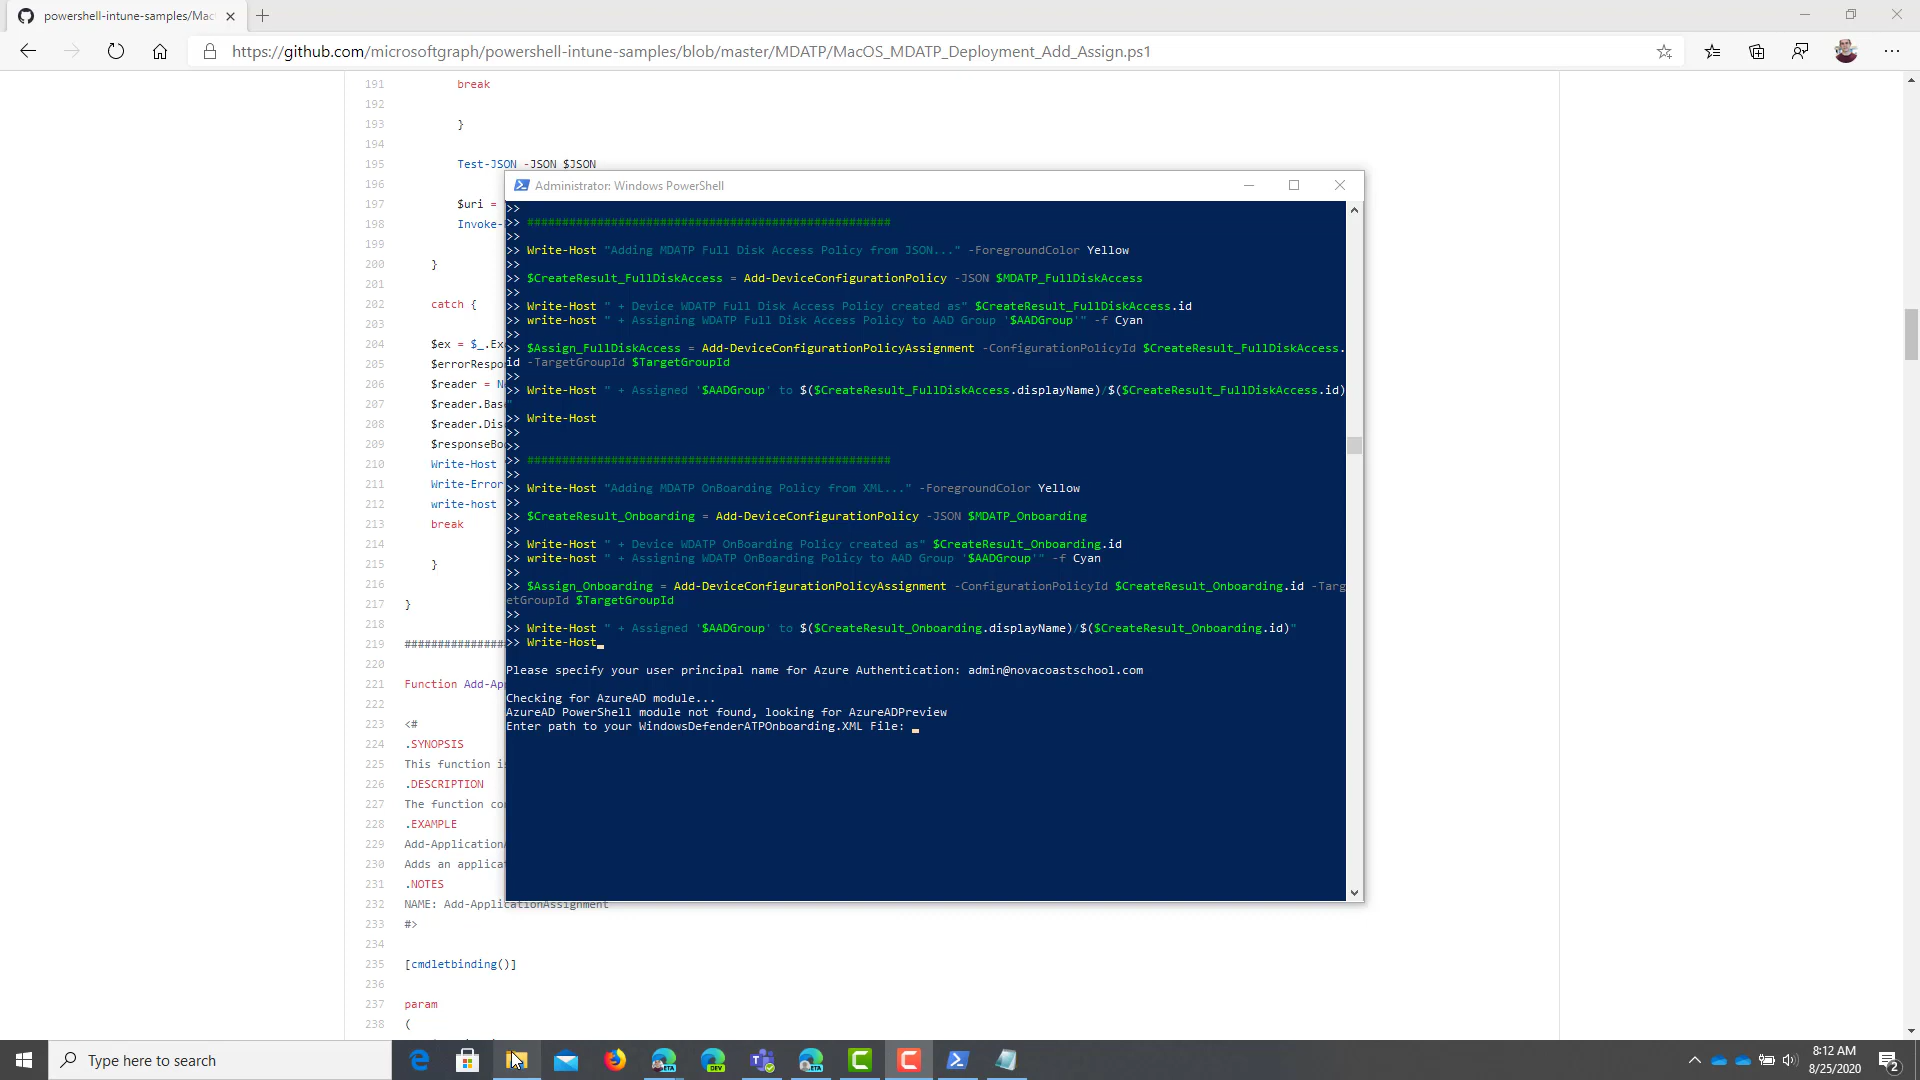 powershell-intune-samples/Mac
https://github.com/microsoftgraph/powershell-intune-samples/blob/master/MDATP/MacOS_MDATP_Deployment_Add_Assign.ps1
191 break
192
193 }
194
195 Test-JSON -JSON $JSON
196
197 $uri =
198 Invoke-
199
200 }
201
202 catch {
203
204 $ex = $_.Ex
205 $errorRespo
206 $reader = N
207 $reader.Bas
208 $reader.Dis
209 $responseBo
210 Write-Host
211 Write-Error
212 write-host
213 break
214
215 }
216
217 }
218
219 ###############
220
221 Function Add-Ap
222
223 <#
224 .SYNOPSIS
225 This function is
226 .DESCRIPTION
227 The function co
228 .EXAMPLE
229 Add-Application
230 Adds an applica
231 .NOTES
232 NAME: Add-ApplicationAssignment
233 #>
234
235 [cmdletbinding()]
236
237 param
238 (
Administrator: Windows PowerShell
>>
>> ####################################################
>>
>> Write-Host "Adding MDATP Full Disk Access Policy from JSON..." -ForegroundColor Yellow
>>
>> $CreateResult_FullDiskAccess = Add-DeviceConfigurationPolicy -JSON $MDATP_FullDiskAccess
>>
>> Write-Host " + Device WDATP Full Disk Access Policy created as" $CreateResult_FullDiskAccess.id
>> write-host " + Assigning WDATP Full Disk Access Policy to AAD Group '$AADGroup'" -f Cyan
>>
>> $Assign_FullDiskAccess = Add-DeviceConfigurationPolicyAssignment -ConfigurationPolicyId $CreateResult_FullDiskAccess.
id -TargetGroupId $TargetGroupId
>>
>> Write-Host " + Assigned '$AADGroup' to $($CreateResult_FullDiskAccess.displayName)/$($CreateResult_FullDiskAccess.id)
"
>> Write-Host
>>
>>
>> ####################################################
>>
>> Write-Host "Adding MDATP OnBoarding Policy from XML..." -ForegroundColor Yellow
>>
>> $CreateResult_Onboarding = Add-DeviceConfigurationPolicy -JSON $MDATP_Onboarding
>>
>> Write-Host " + Device WDATP OnBoarding Policy created as" $CreateResult_Onboarding.id
>> write-host " + Assigning WDATP OnBoarding Policy to AAD Group '$AADGroup'" -f Cyan
>>
>> $Assign_Onboarding = Add-DeviceConfigurationPolicyAssignment -ConfigurationPolicyId $CreateResult_Onboarding.id -Targ
etGroupId $TargetGroupId
>>
>> Write-Host " + Assigned '$AADGroup' to $($CreateResult_Onboarding.displayName)/$($CreateResult_Onboarding.id)"
>> Write-Host
Please specify your user principal name for Azure Authentication: admin@novacoastschool.com
Checking for AzureAD module...
AzureAD PowerShell module not found, looking for AzureADPreview
Enter path to your WindowsDefenderATPOnboarding.XML File:
Type here to search
BETA
DEV
BETA
8:12 AM
8/25/2020
2